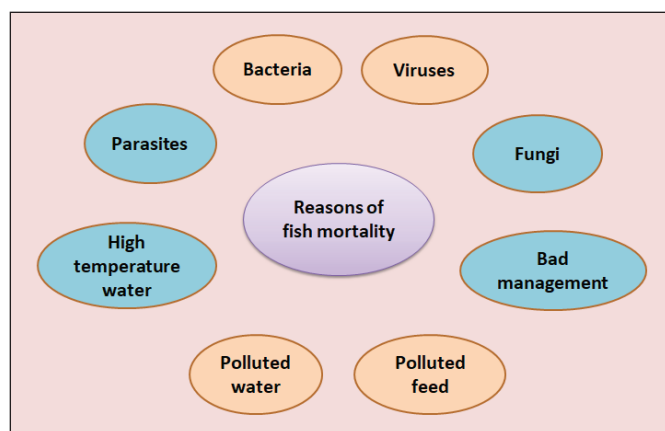 Bacteria
Viruses
Parasites
Fungi
Reasons of
fish mortality
High
temperature
water
Bad
management
Polluted
water
Polluted
feed